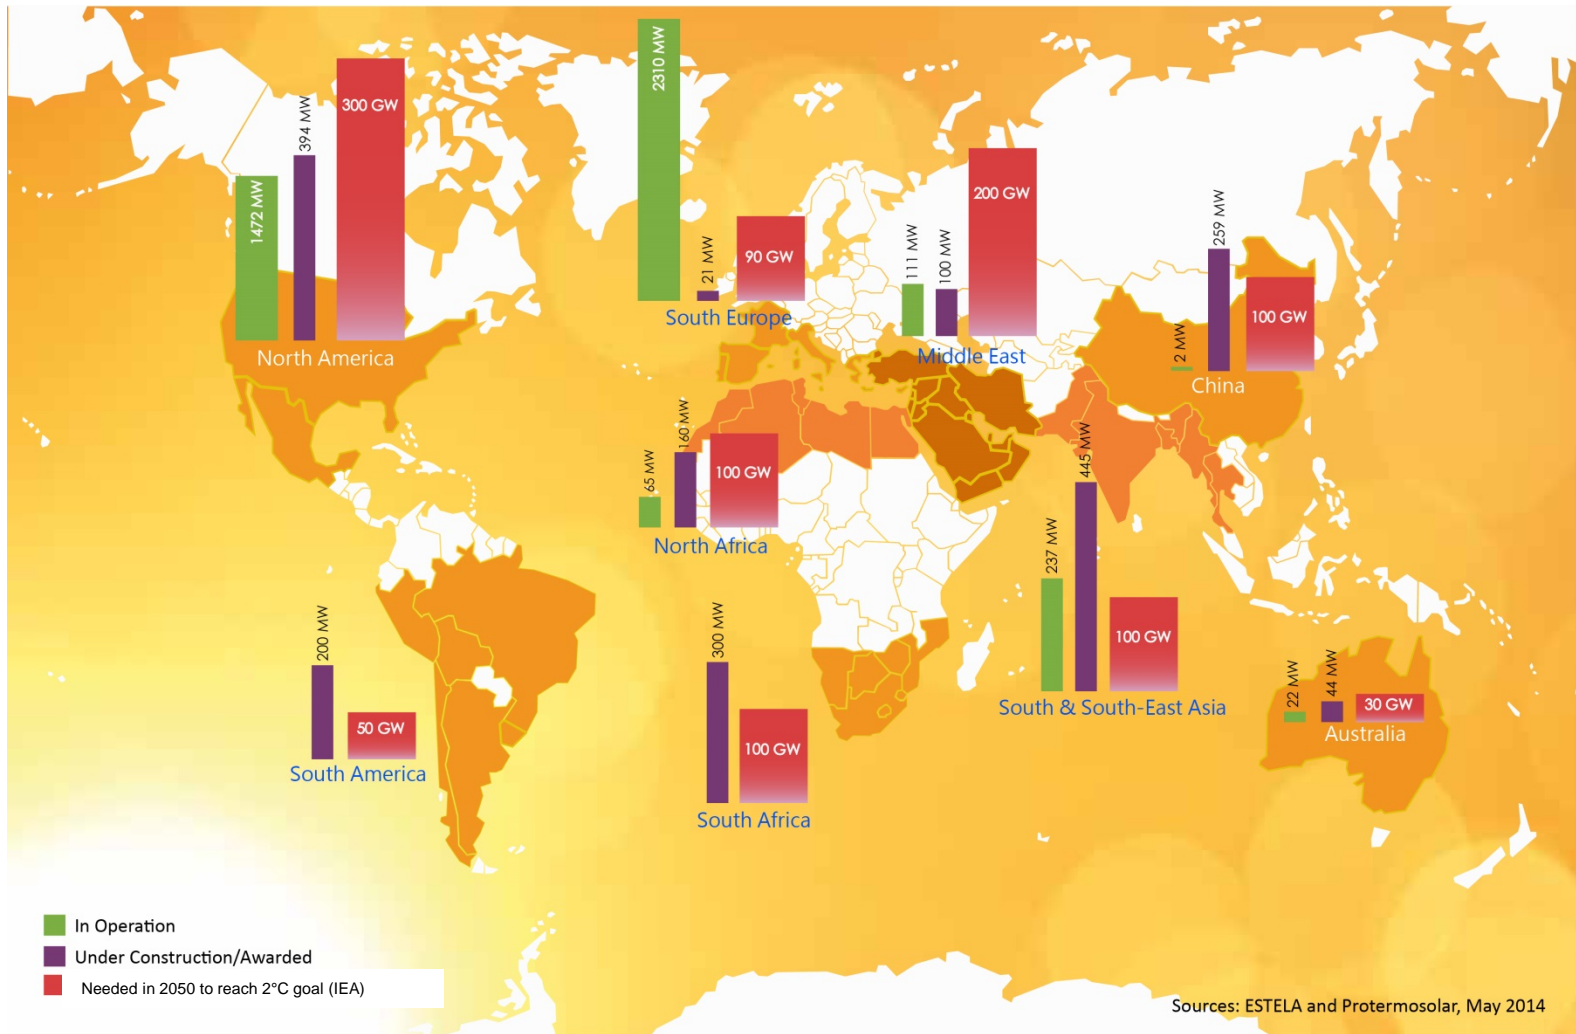 1472 MW
394 MW
300 GW
North America
2310 MW
21 MW
90 GW
South Europe
111 MW
100 MW
200 GW
Middle East
2 MW
259 MW
100 GW
China
65 MW
160 MW
100 GW
North Africa
237 MW
445 MW
100 GW
South & South-East Asia
200 MW
50 GW
South America
300 MW
100 GW
South Africa
22 MW
44 MW
30 GW
Australia
In Operation
Under Construction/Awarded
Needed in 2050 to reach 2°C goal (IEA)
Sources: ESTELA and Protermosolar, May 2014